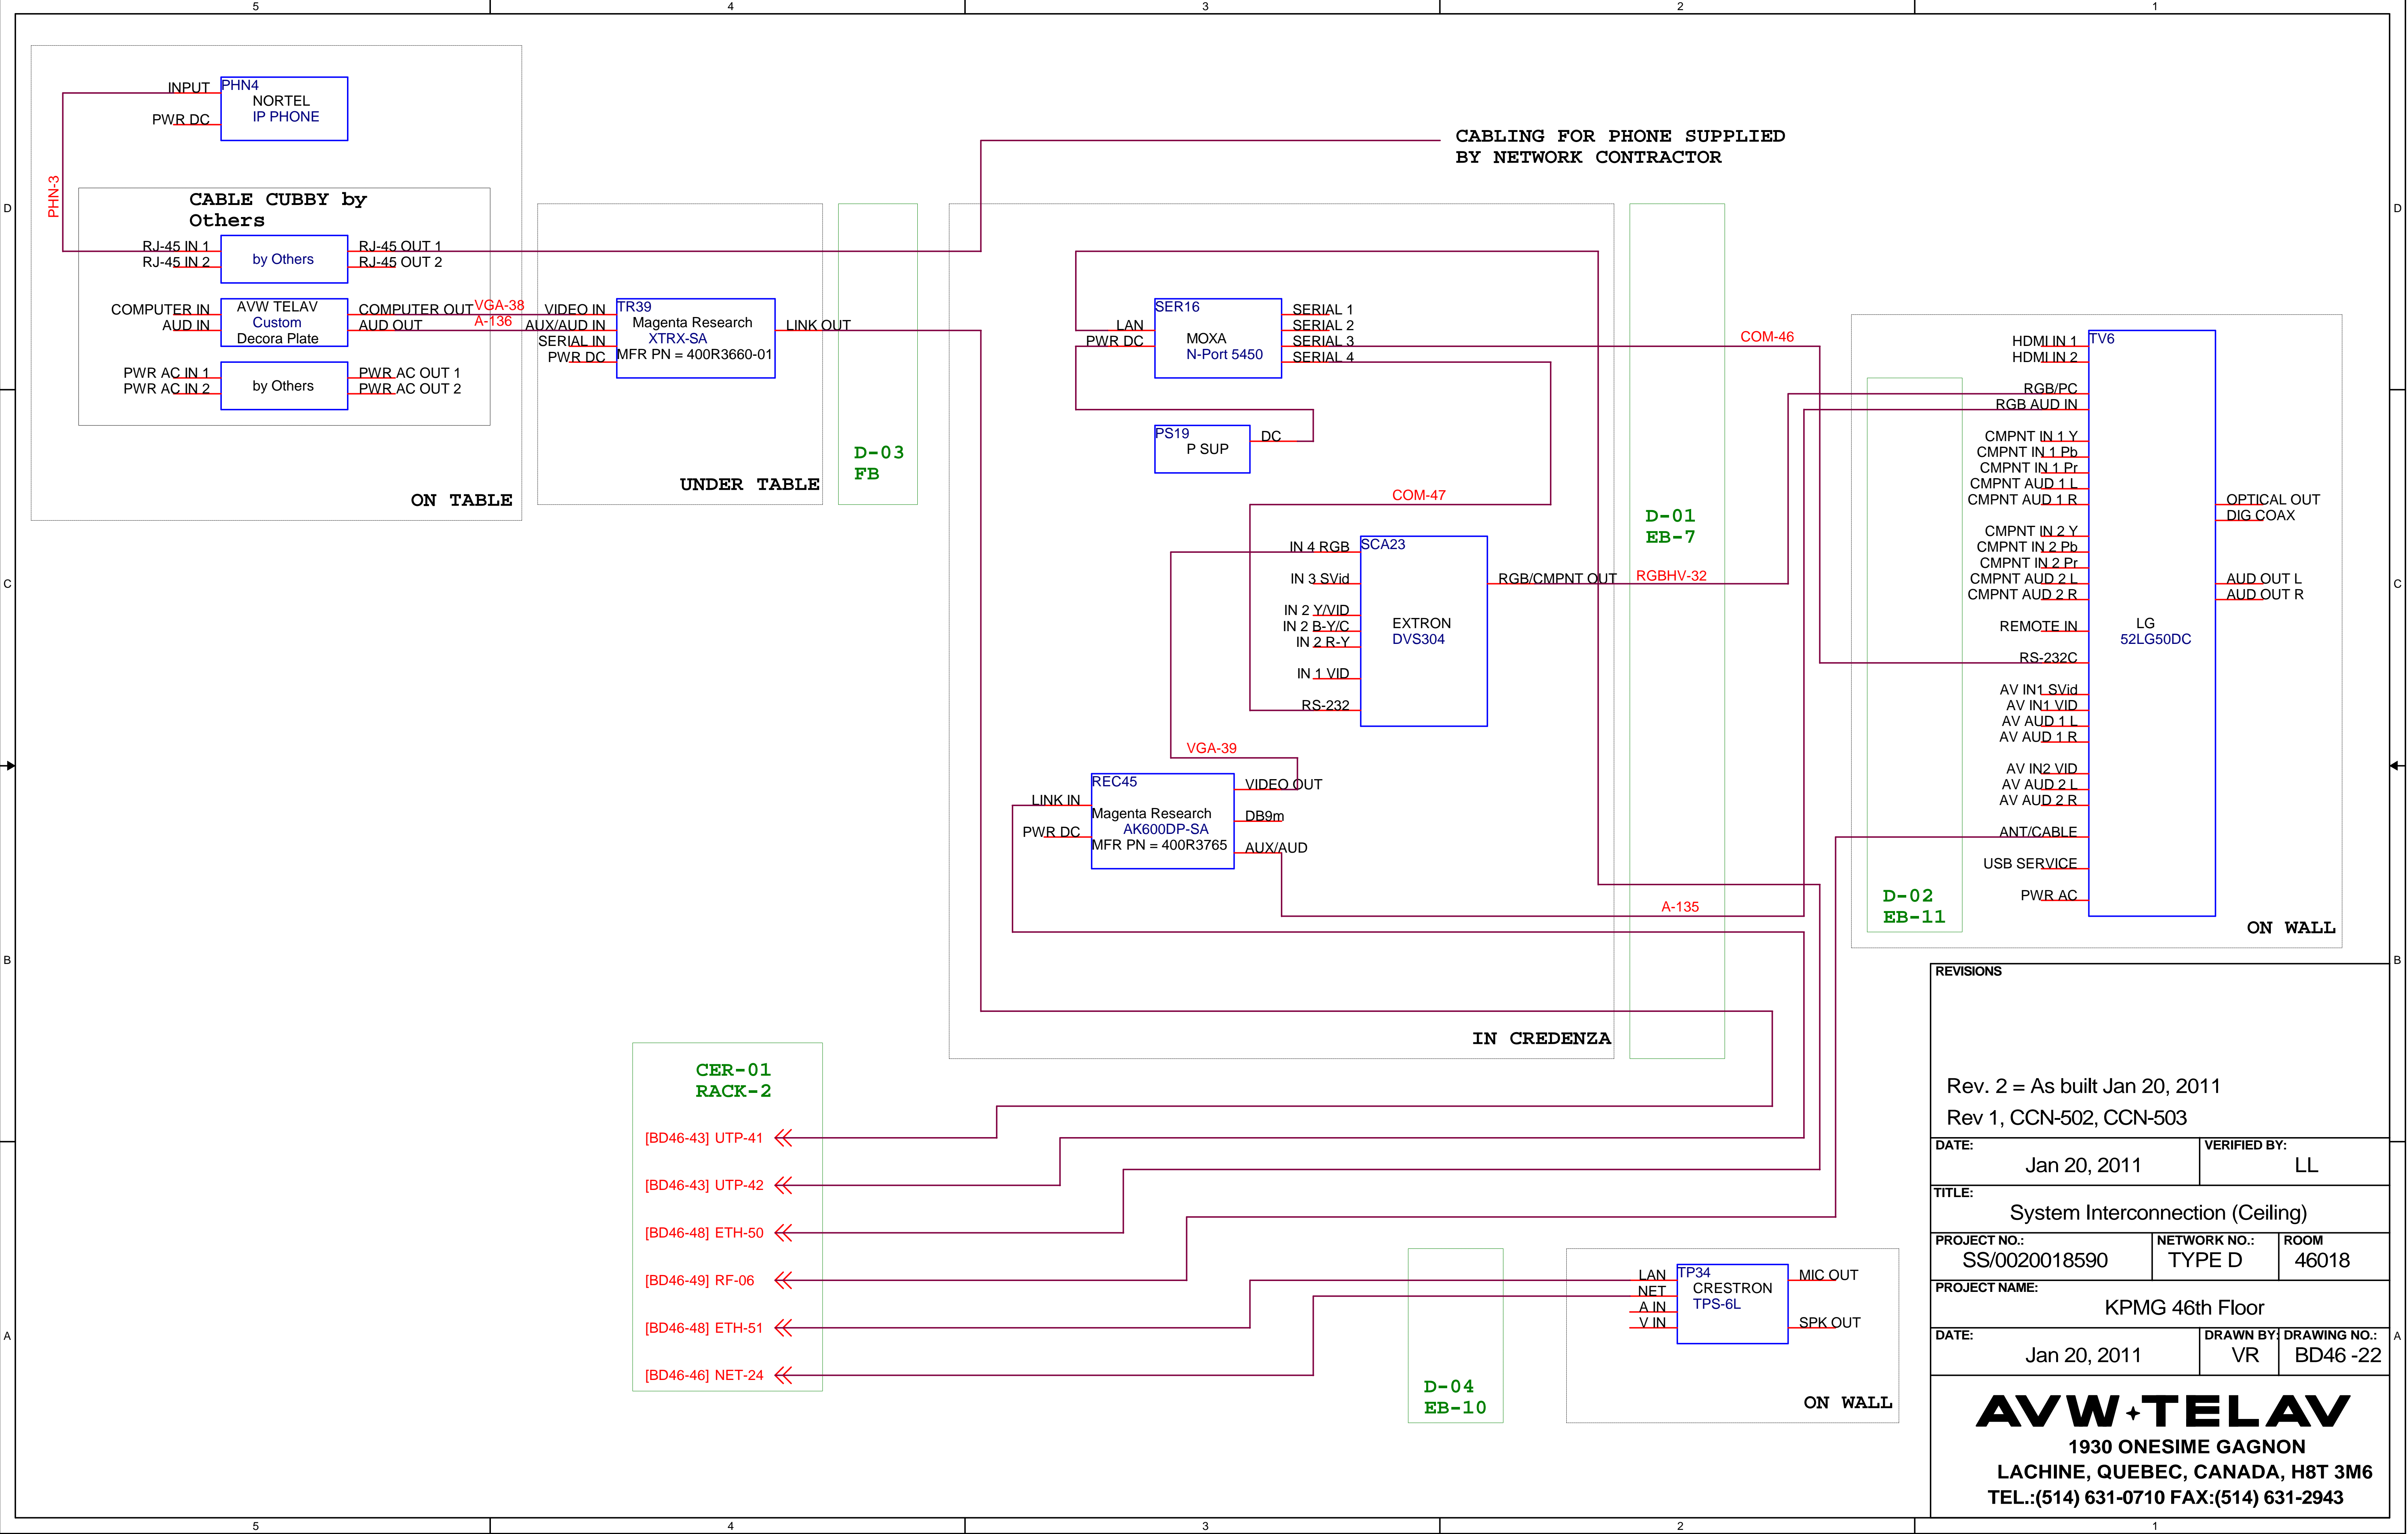 5
4
3
2
1
D
C
B
A
INPUT
PHN4
NORTEL
IP PHONE
PWR DC
PHN-3
CABLE CUBBY by
Others
RJ-45 IN 1
RJ-45 IN 2
by Others
RJ-45 OUT 1
RJ-45 OUT 2
COMPUTER IN
AUD IN
AVW TELAV
Custom
Decora Plate
COMPUTER OUT
AUD OUT
VGA-38
A-136
PWR AC IN 1
PWR AC IN 2
by Others
PWR AC OUT 1
PWR AC OUT 2
ON TABLE
VIDEO IN
AUX/AUD IN
SERIAL IN
PWR DC
TR39
Magenta Research
XTRX-SA
MFR PN = 400R3660-01
LINK OUT
UNDER TABLE
D-03
FB
CABLING FOR PHONE SUPPLIED
BY NETWORK CONTRACTOR
LAN
PWR DC
SER16
MOXA
N-Port 5450
SERIAL 1
SERIAL 2
SERIAL 3
SERIAL 4
COM-46
PS19
P SUP
DC
COM-47
IN 4 RGB
IN 3 SVid
IN 2 Y/VID
IN 2 B-Y/C
IN 2 R-Y
IN 1 VID
RS-232
SCA23
EXTRON
DVS304
RGB/CMPNT OUT
RGBHV-32
VGA-39
LINK IN
PWR DC
REC45
Magenta Research
AK600DP-SA
MFR PN = 400R3765
VIDEO OUT
DB9m
AUX/AUD
A-135
IN CREDENZA
D-01
EB-7
D-02
EB-11
HDMI IN 1
HDMI IN 2
RGB/PC
RGB AUD IN
CMPNT IN 1 Y
CMPNT IN 1 Pb
CMPNT IN 1 Pr
CMPNT AUD 1 L
CMPNT AUD 1 R
CMPNT IN 2 Y
CMPNT IN 2 Pb
CMPNT IN 2 Pr
CMPNT AUD 2 L
CMPNT AUD 2 R
REMOTE IN
RS-232C
AV IN1 SVid
AV IN1 VID
AV AUD 1 L
AV AUD 1 R
AV IN2 VID
AV AUD 2 L
AV AUD 2 R
ANT/CABLE
USB SERVICE
PWR AC
TV6
LG
52LG50DC
OPTICAL OUT
DIG COAX
AUD OUT L
AUD OUT R
ON WALL
CER-01
RACK-2
[BD46-43] UTP-41
[BD46-43] UTP-42
[BD46-48] ETH-50
[BD46-49] RF-06
[BD46-48] ETH-51
[BD46-46] NET-24
D-04
EB-10
LAN
NET
A IN
V IN
TP34
CRESTRON
TPS-6L
MIC OUT
SPK OUT
ON WALL
REVISIONS
Rev. 2 = As built Jan 20, 2011
Rev 1, CCN-502, CCN-503
DATE:
Jan 20, 2011
VERIFIED BY:
LL
TITLE:
System Interconnection (Ceiling)
PROJECT NO.:
SS/0020018590
NETWORK NO.:
TYPE D
ROOM
46018
PROJECT NAME:
KPMG 46th Floor
DATE:
Jan 20, 2011
DRAWN BY:
VR
DRAWING NO.:
BD46 -22
AVW TELAV
1930 ONESIME GAGNON
LACHINE, QUEBEC, CANADA, H8T 3M6
TEL.:(514) 631-0710 FAX:(514) 631-2943
D
C
B
A
5
4
3
2
1